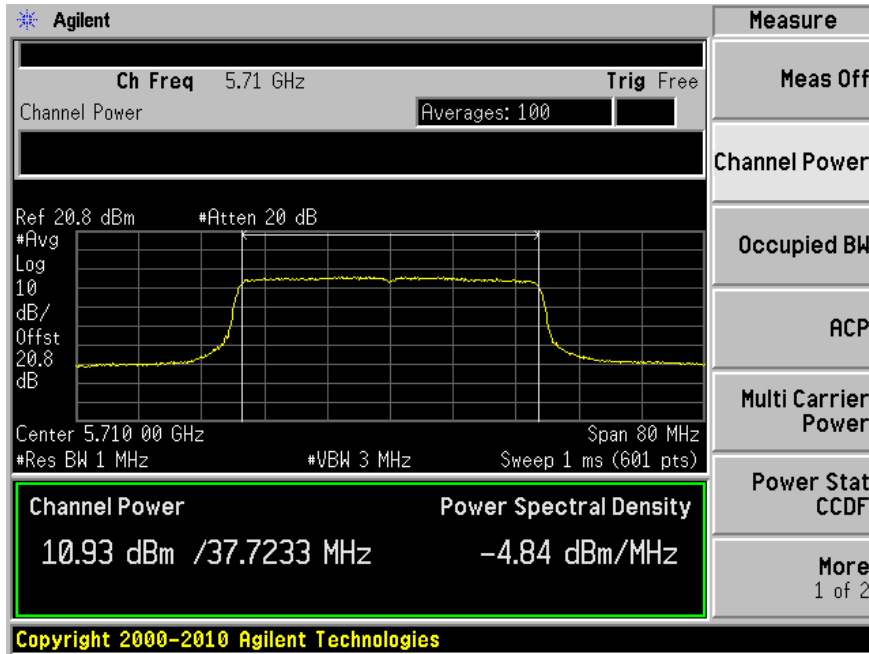 Agilent
Measure
Ch Freq 5.71 GHz Trig Free
Meas Off
Channel Power Averages: 100
Channel Power
Ref 20.8 dBm #Atten 20 dB
#Avg
Log
10
dB/
Offst
20.8
dB
Occupied BW
ACP
Multi Carrier
Power
Center 5.710 00 GHz Span 80 MHz
#Res BW 1 MHz #VBW 3 MHz Sweep 1 ms (601 pts)
Power Stat
CCDF
Channel Power Power Spectral Density
10.93 dBm /37.7233 MHz -4.84 dBm/MHz
More
1 of 2
Copyright 2000-2010 Agilent Technologies